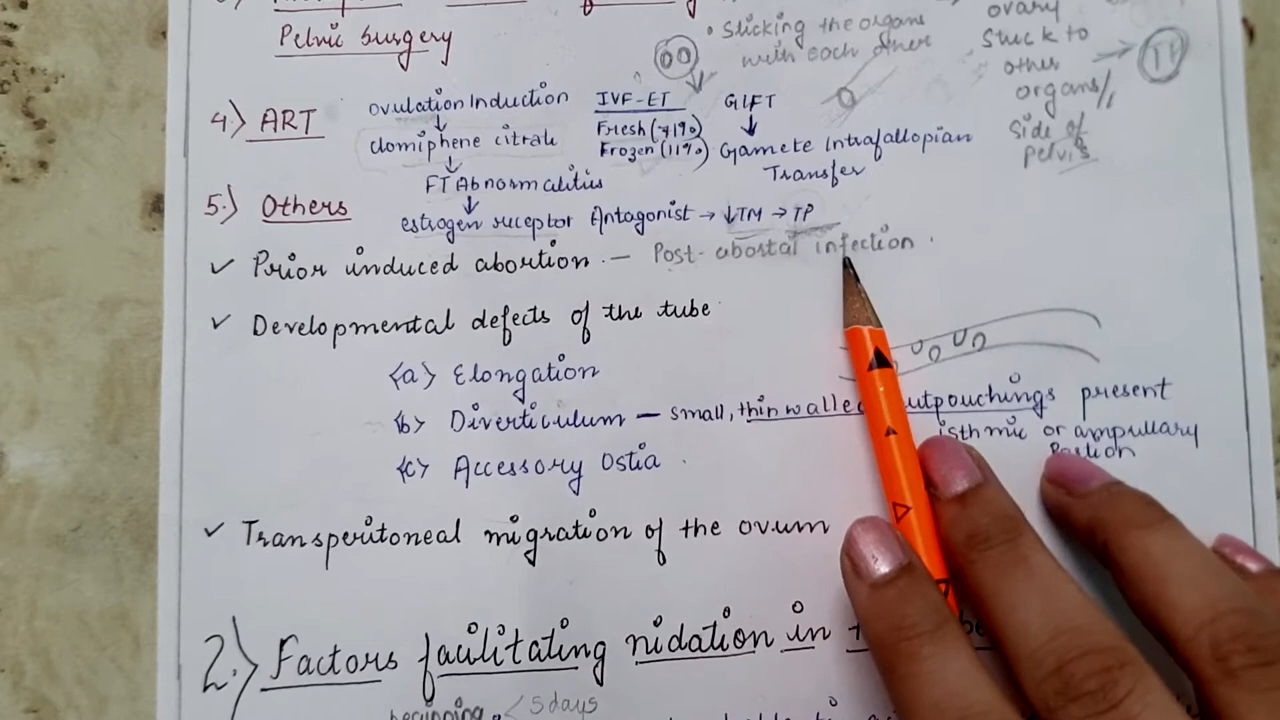 Pelvic surgery
• Sticking the organs
with each other
ovary
stuck to
other
organs/
side of
pelvis
4.) ART
ovulation Induction
clomiphene citrate
FT Abnormalities
estrogen receptor Antagonist → ↓TM → TP
IVF-ET
Fresh (71%)
Frozen (11%)
GIFT
Gamete Intrafallopian
Transfer
5.) Others
✓ Prior induced abortion. — Post-abostal infection.
✓ Developmental defects of the tube
(a) Elongation
(b) Diverticulum — small, thin walled outpouchings present
isthmic or ampullary
Portion
(c) Accessory Ostia.
✓ Transperitoneal migration of the ovum
2.) Factors facilitating nidation in
beginning < 5 days